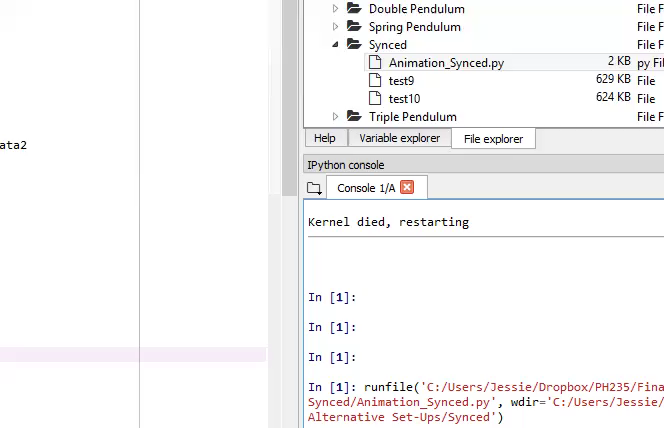 Double Pendulum File F
Spring Pendulum File F
Synced File F
Animation_Synced.py 2 KB py Fil
test9 629 KB File
test10 624 KB File
Triple Pendulum File F
Help Variable explorer File explorer
ata2
IPython console
Console 1/A
Kernel died, restarting
In [1]:
In [1]:
In [1]:
In [1]: runfile('C:/Users/Jessie/Dropbox/PH235/Fina
Synced/Animation_Synced.py', wdir='C:/Users/Jessie/
Alternative Set-Ups/Synced')